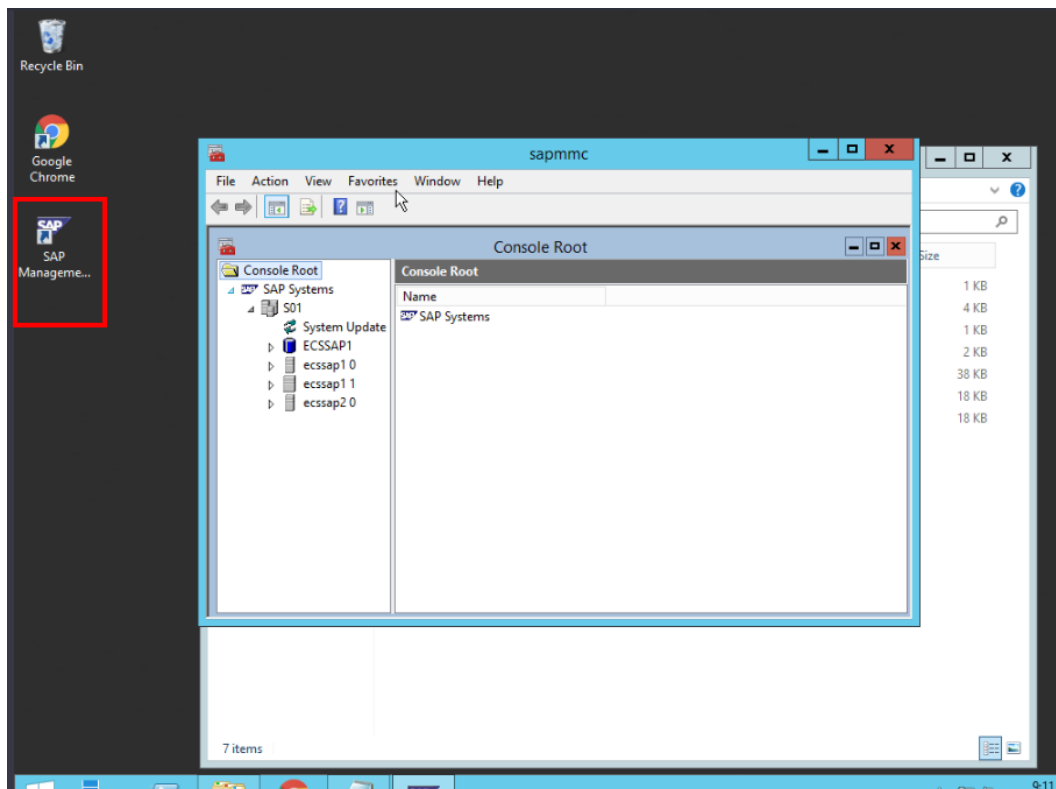 Recycle Bin
Google
Chrome
SAP
SAP
Manageme...
sapmmc
File Action View Favorites Window Help
Console Root
Console Root
SAP Systems
S01
System Update
ECSSAP1
ecssap1 0
ecssap1 1
ecssap2 0
Console Root
Name
SAP Systems
Size
1 KB
4 KB
1 KB
2 KB
38 KB
18 KB
18 KB
7 items
9:11